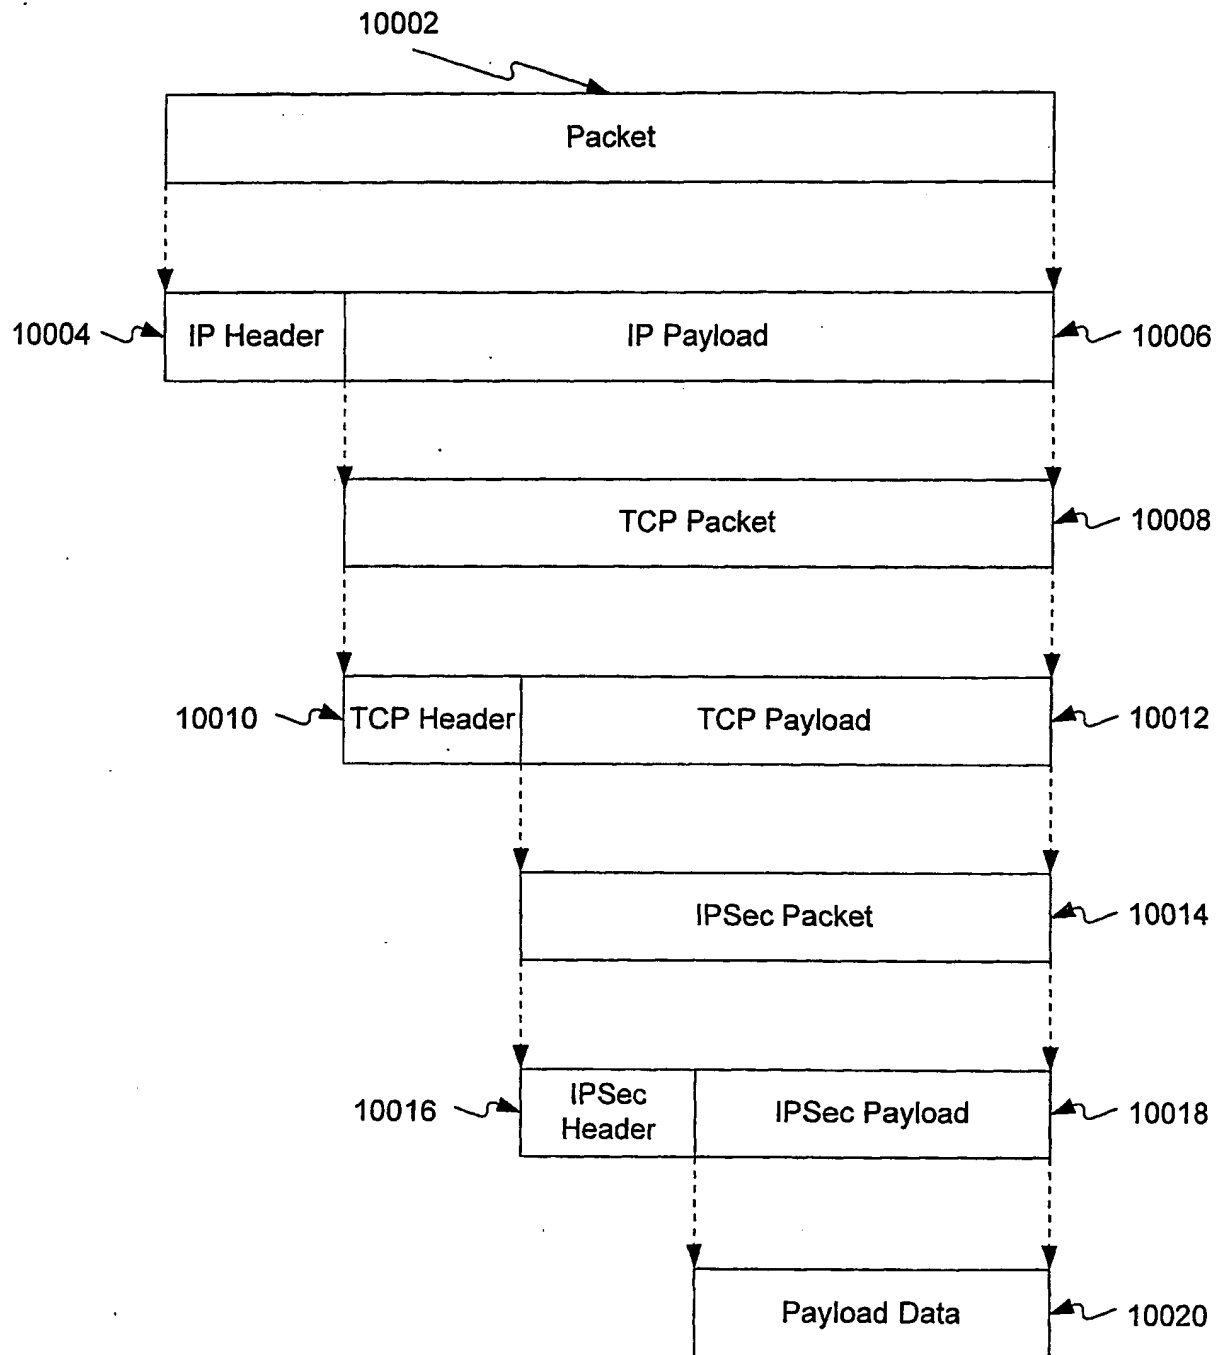 10002
Packet
10004
IP Header
IP Payload
10006
TCP Packet
10008
10010
TCP Header
TCP Payload
10012
IPSec Packet
10014
10016
IPSec
Header
IPSec Payload
10018
Payload Data
10020